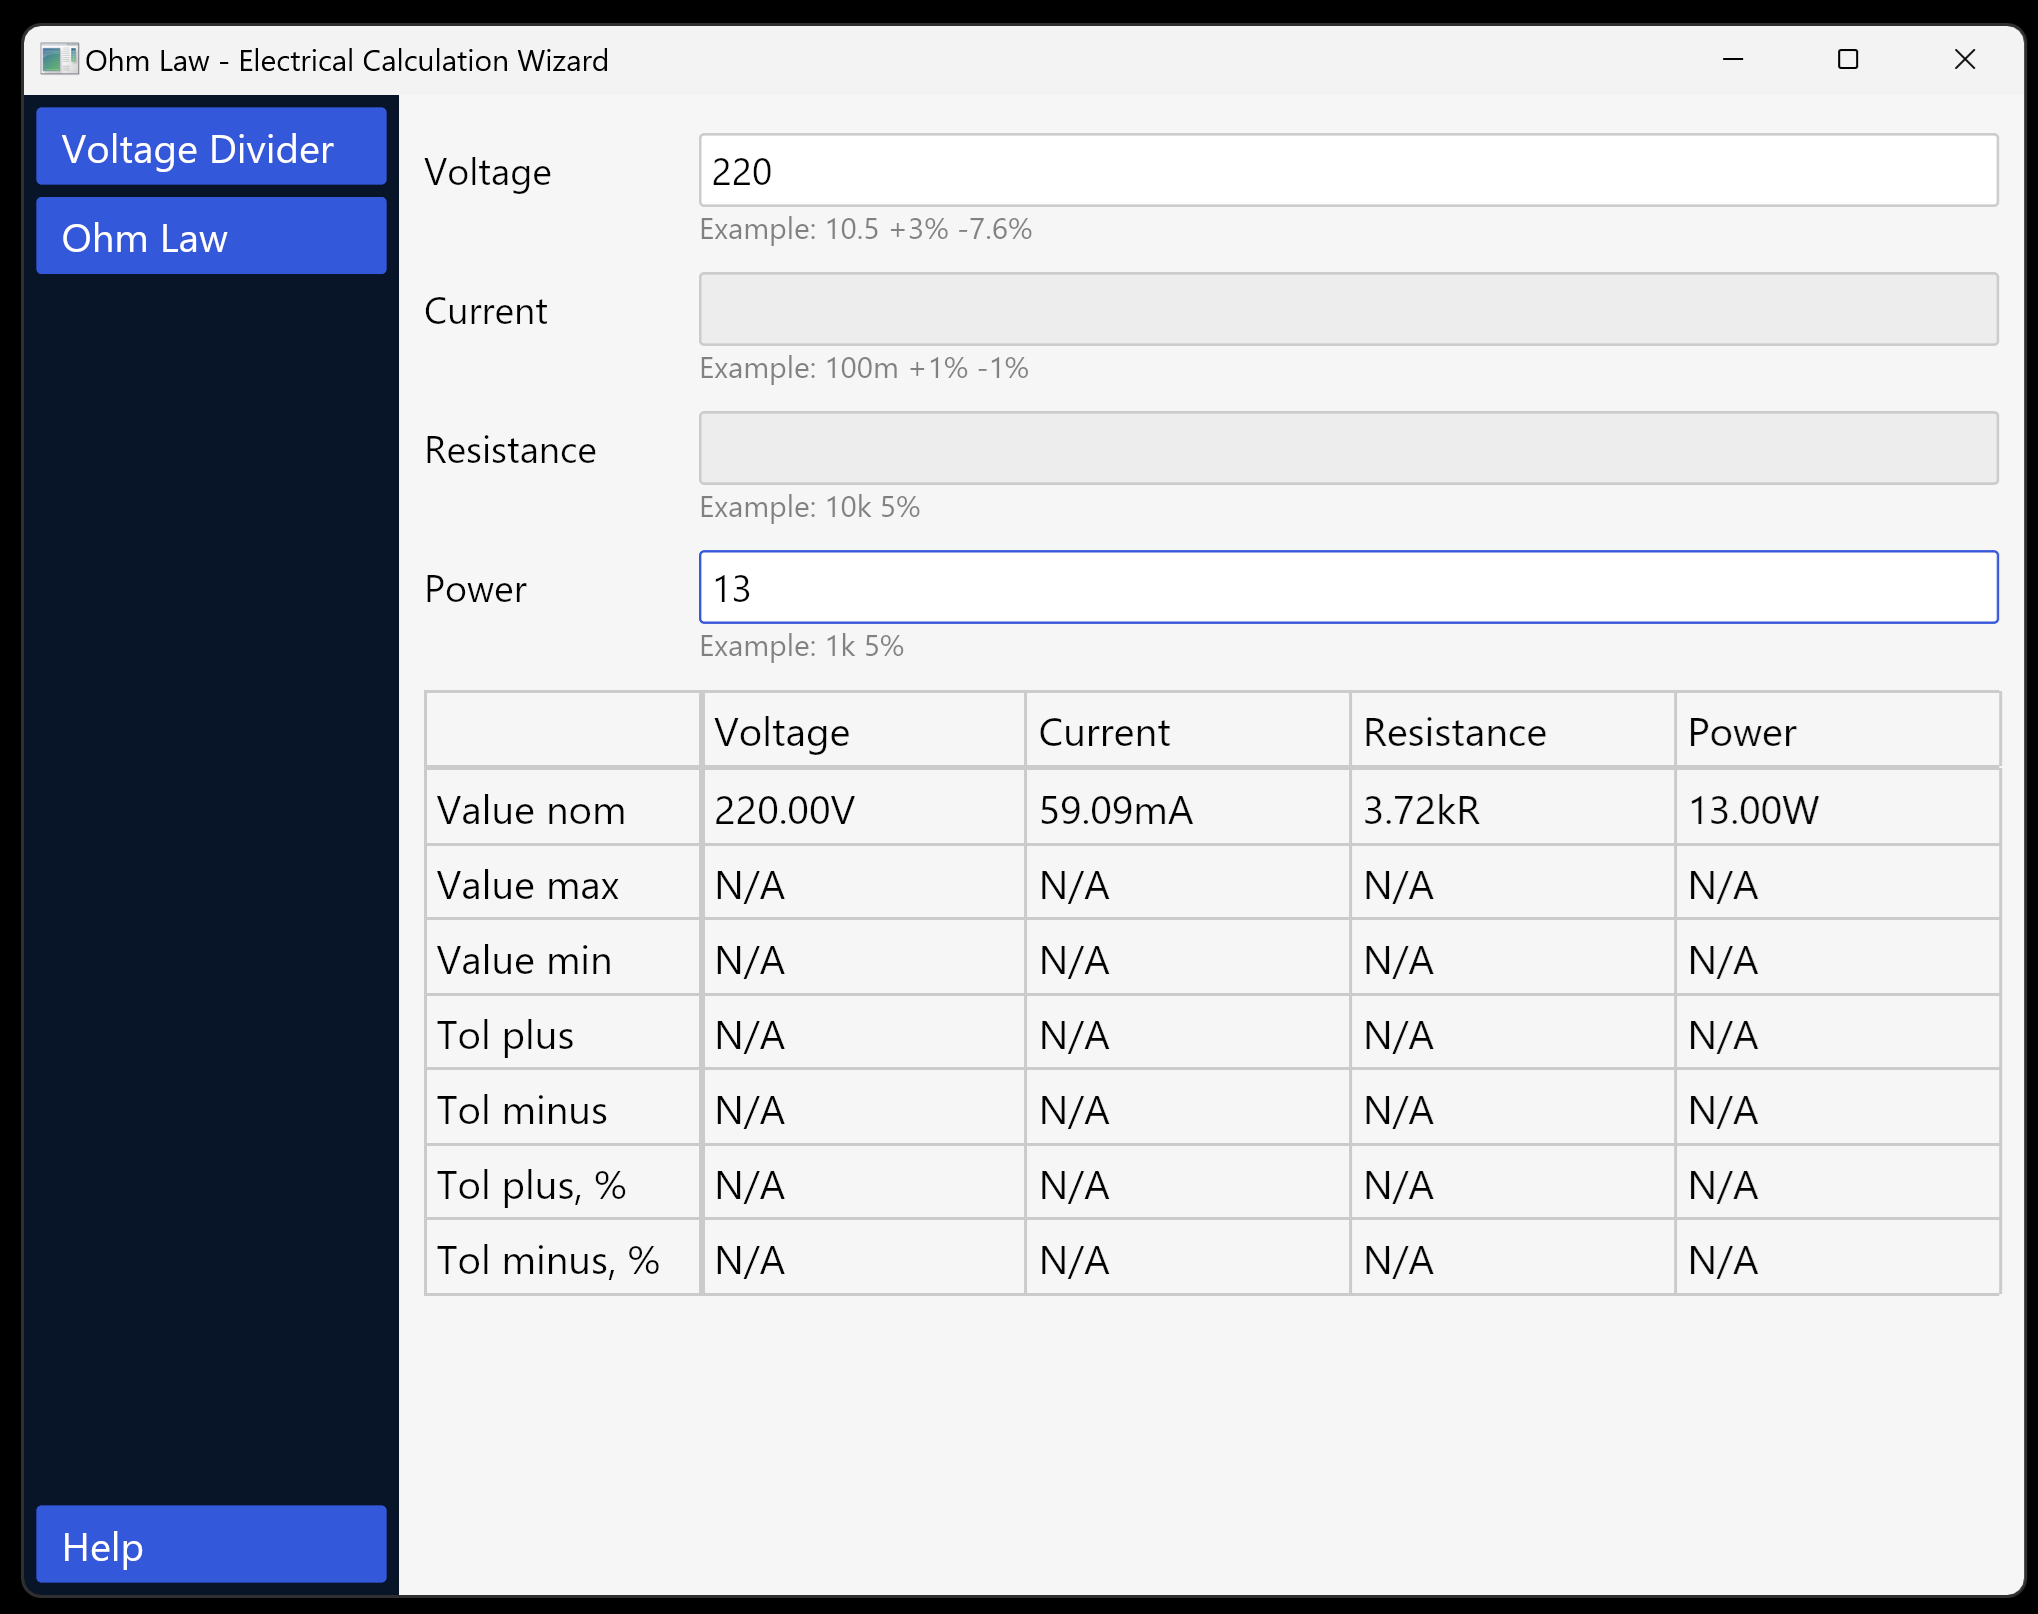 Ohm Law - Electrical Calculation Wizard
Voltage Divider
Ohm Law
Voltage 220
Example: 10.5 +3% -7.6%
Current
Example: 100m +1% -1%
Resistance
Example: 10k 5%
Power 13
Example: 1k 5%
Voltage Current Resistance Power
Value nom 220.00V 59.09mA 3.72kR 13.00W
Value max N/A N/A N/A N/A
Value min N/A N/A N/A N/A
Tol plus N/A N/A N/A N/A
Tol minus N/A N/A N/A N/A
Tol plus, % N/A N/A N/A N/A
Tol minus, % N/A N/A N/A N/A
Help